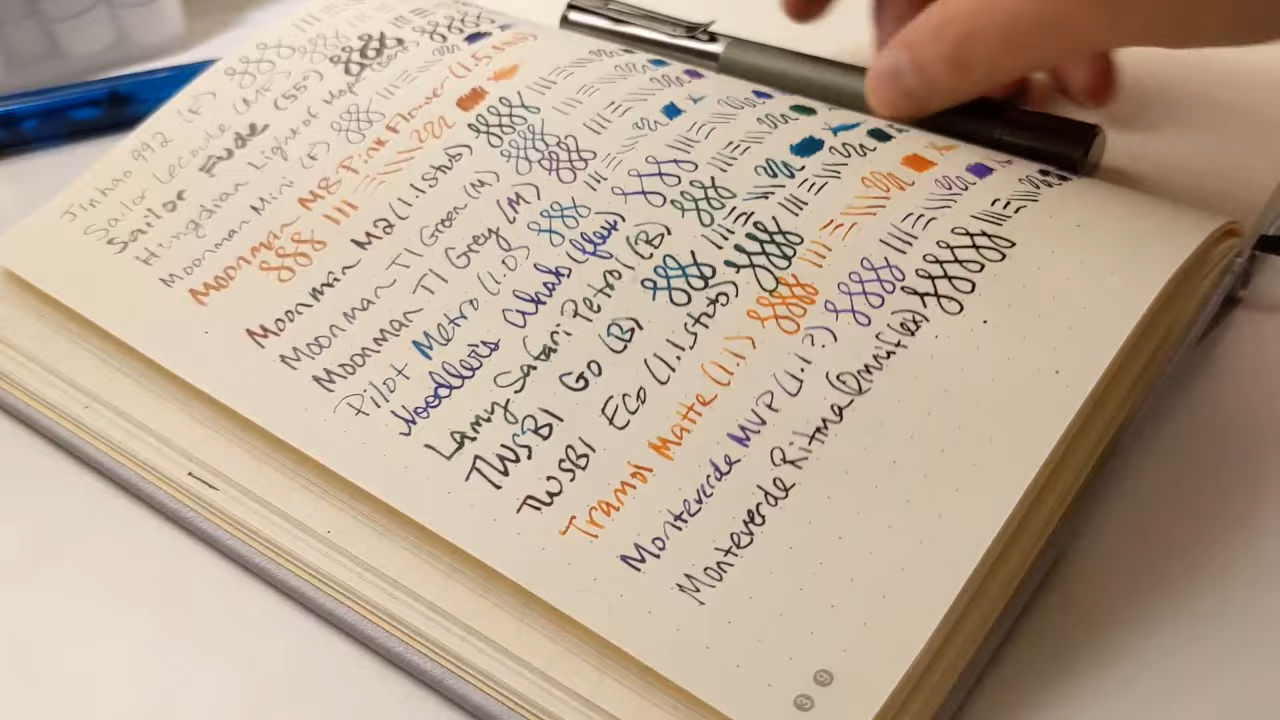 Jinhao 992 (F)
Sailor Lecoule (MF)
Sailor Fude (55)
Hongdian Light of Hope
Moonman Mini (F)
Moonman M8 Pink Flower (1.5
Moonman M2 (1.1 stub)
Moonman T1 Green (M)
Moonman T1 Grey (M)
Pilot Metro (1.0)
Noodler's Ahab (flex)
Lamy Safari Petrol (B)
TWSBI Go (B)
TWSBI Eco (1.1 stub)
Tramol Matte (1.1)
Monteverde MVP (1.1?)
Monteverde Ritma (Omniflex)
39